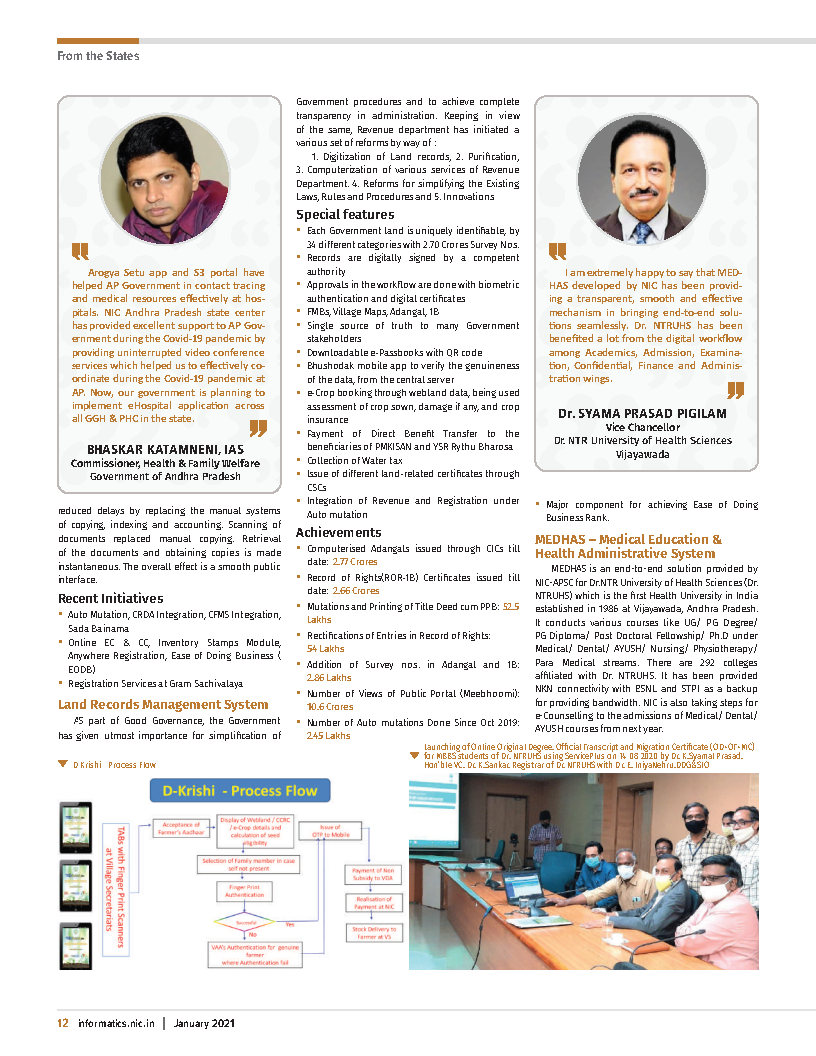 From the States
Arogya Setu app and S3 portal have
helped AP Government in contact tracing
and medical resources effectively at hos-
pitals. NIC Andhra Pradesh state center
has provided excellent support to AP Gov-
ernment during the Covid-19 pandemic by
providing uninterrupted video conference
services which helped us to effectively co-
ordinate during the Covid-19 pandemic at
AP. Now, our government is planning to
implement eHospital application across
all GGH & PHC in the state.
BHASKAR KATAMNENI, IAS
Commissioner, Health & Family Welfare
Government of Andhra Pradesh
reduced delays by replacing the manual systems
of copying, indexing and accounting. Scanning of
documents replaced manual copying. Retrieval
of the documents and obtaining copies is made
instantaneous. The overall effect is a smooth public
interface.
Recent Initiatives
• Auto Mutation, CRDA Integration, CFMS Integration,
Sada Bainama
• Online EC & CC, Inventory Stamps Module,
Anywhere Registration, Ease of Doing Business (
EODB)
• Registration Services at Gram Sachivalaya
Land Records Management System
AS part of Good Governance, the Government
has given utmost importance for simplification of
Government procedures and to achieve complete
transparency in administration. Keeping in view
of the same, Revenue department has initiated a
various set of reforms by way of :
1. Digitization of Land records, 2. Purification,
3. Computerization of various services of Revenue
Department. 4. Reforms for simplifying the Existing
Laws, Rules and Procedures and 5. Innovations
Special features
• Each Government land is uniquely identifiable, by
34 different categories with 2.70 Crores Survey Nos.
• Records are digitally signed by a competent
authority
• Approvals in the workflow are done with biometric
authentication and digital certificates
• FMBs, Village Maps, Adangal, 1B
• Single source of truth to many Government
stakeholders
• Downloadable e-Passbooks with QR code
• Bhushodak mobile app to verify the genuineness
of the data, from the central server
• e-Crop booking through webland data, being used
assessment of crop sown, damage if any, and crop
insurance
• Payment of Direct Benefit Transfer to the
beneficiaries of PMKISAN and YSR Rythu Bharosa
• Collection of Water tax
• Issue of different land-related certificates through
CSCs
• Integration of Revenue and Registration under
Auto mutation
Achievements
• Computerised Adangals issued through CICs till
date: 2.77 Crores
• Record of Rights(ROR-1B) Certificates issued till
date: 2.66 Crores
• Mutations and Printing of Title Deed cum PPB: 52.5
Lakhs
• Rectifications of Entries in Record of Rights:
54 Lakhs
• Addition of Survey nos. in Adangal and 1B:
2.86 Lakhs
• Number of Views of Public Portal (Meebhoomi):
10.6 Crores
• Number of Auto mutations Done Since Oct 2019:
2.45 Lakhs
I am extremely happy to say that MED-
HAS developed by NIC has been provid-
ing a transparent, smooth and effective
mechanism in bringing end-to-end solu-
tions seamlessly. Dr. NTRUHS has been
benefited a lot from the digital workflow
among Academics, Admission, Examina-
tion, Confidential, Finance and Adminis-
tration wings.
Dr. SYAMA PRASAD PIGILAM
Vice Chancellor
Dr. NTR University of Health Sciences
Vijayawada
• Major component for achieving Ease of Doing
Business Rank.
MEDHAS – Medical Education &
Health Administrative System
MEDHAS is an end-to-end solution provided by
NIC-APSC for Dr.NTR University of Health Sciences (Dr.
NTRUHS) which is the first Health University in India
established in 1986 at Vijayawada, Andhra Pradesh.
It conducts various courses like UG/ PG Degree/
PG Diploma/ Post Doctoral Fellowship/ Ph.D under
Medical/ Dental/ AYUSH/ Nursing/ Physiotherapy/
Para Medical streams. There are 292 colleges
affliated with Dr. NTRUHS. It has been provided
NKN connectivity with BSNL and STPI as a backup
for providing bandwidth. NIC is also taking steps for
e-Counselling to the admissions of Medical/ Dental/
AYUSH courses from next year.
D Krishi Process Flow
D-Krishi - Process Flow
TABs with Finger Print Scanners
at Village Secretariats
Acceptance of
Farmer's Aadhaar
Display of Webland / CCRC
/ e-Crop details and
calculation of seed
eligibility
Issue of
OTP to Mobile
Selection of Family member in case
self not present
Finger Print
Authentication
Successful
Yes
No
VAA's Authentication for genuine
farmer
where Authentication fail
Payment of Non
Subsidy to VDA
Realisation of
Payment at NIC
Stock Delivery to
Farmer at VS
Launching of Online Original Degree, Official Transcript and Migration Certificate (OD+OT+MC)
for MBBS students of Dr. NTRUHS using ServicePlus on 14 08 2020 by Dr. K.Syam Prasad,
Hon'ble VC, Dr. K.Sankar, Registrar of Dr. NTRUHS with Dr. E. IniyaNehru,DDG&SIO
12 informatics.nic.in | January 2021